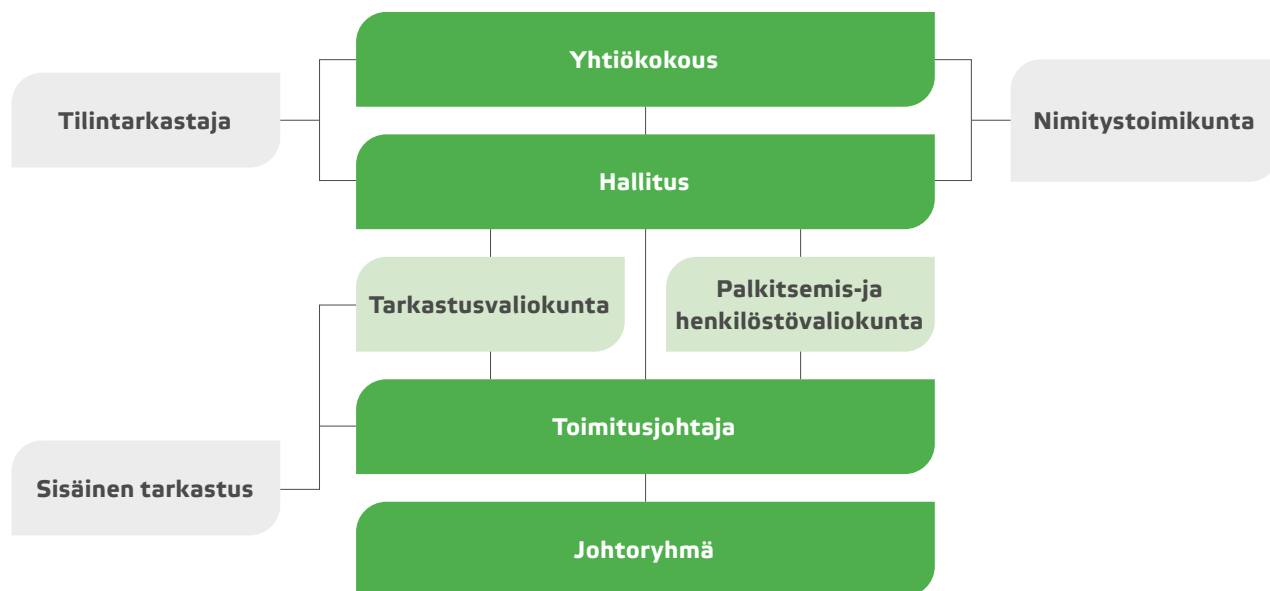 Yhtiökokous
Tilintarkastaja
Nimitystoimikunta
Hallitus
Tarkastusvaliokunta
Palkitsemis-ja
henkilöstövaliokunta
Toimitusjohtaja
Sisäinen tarkastus
Johtoryhmä